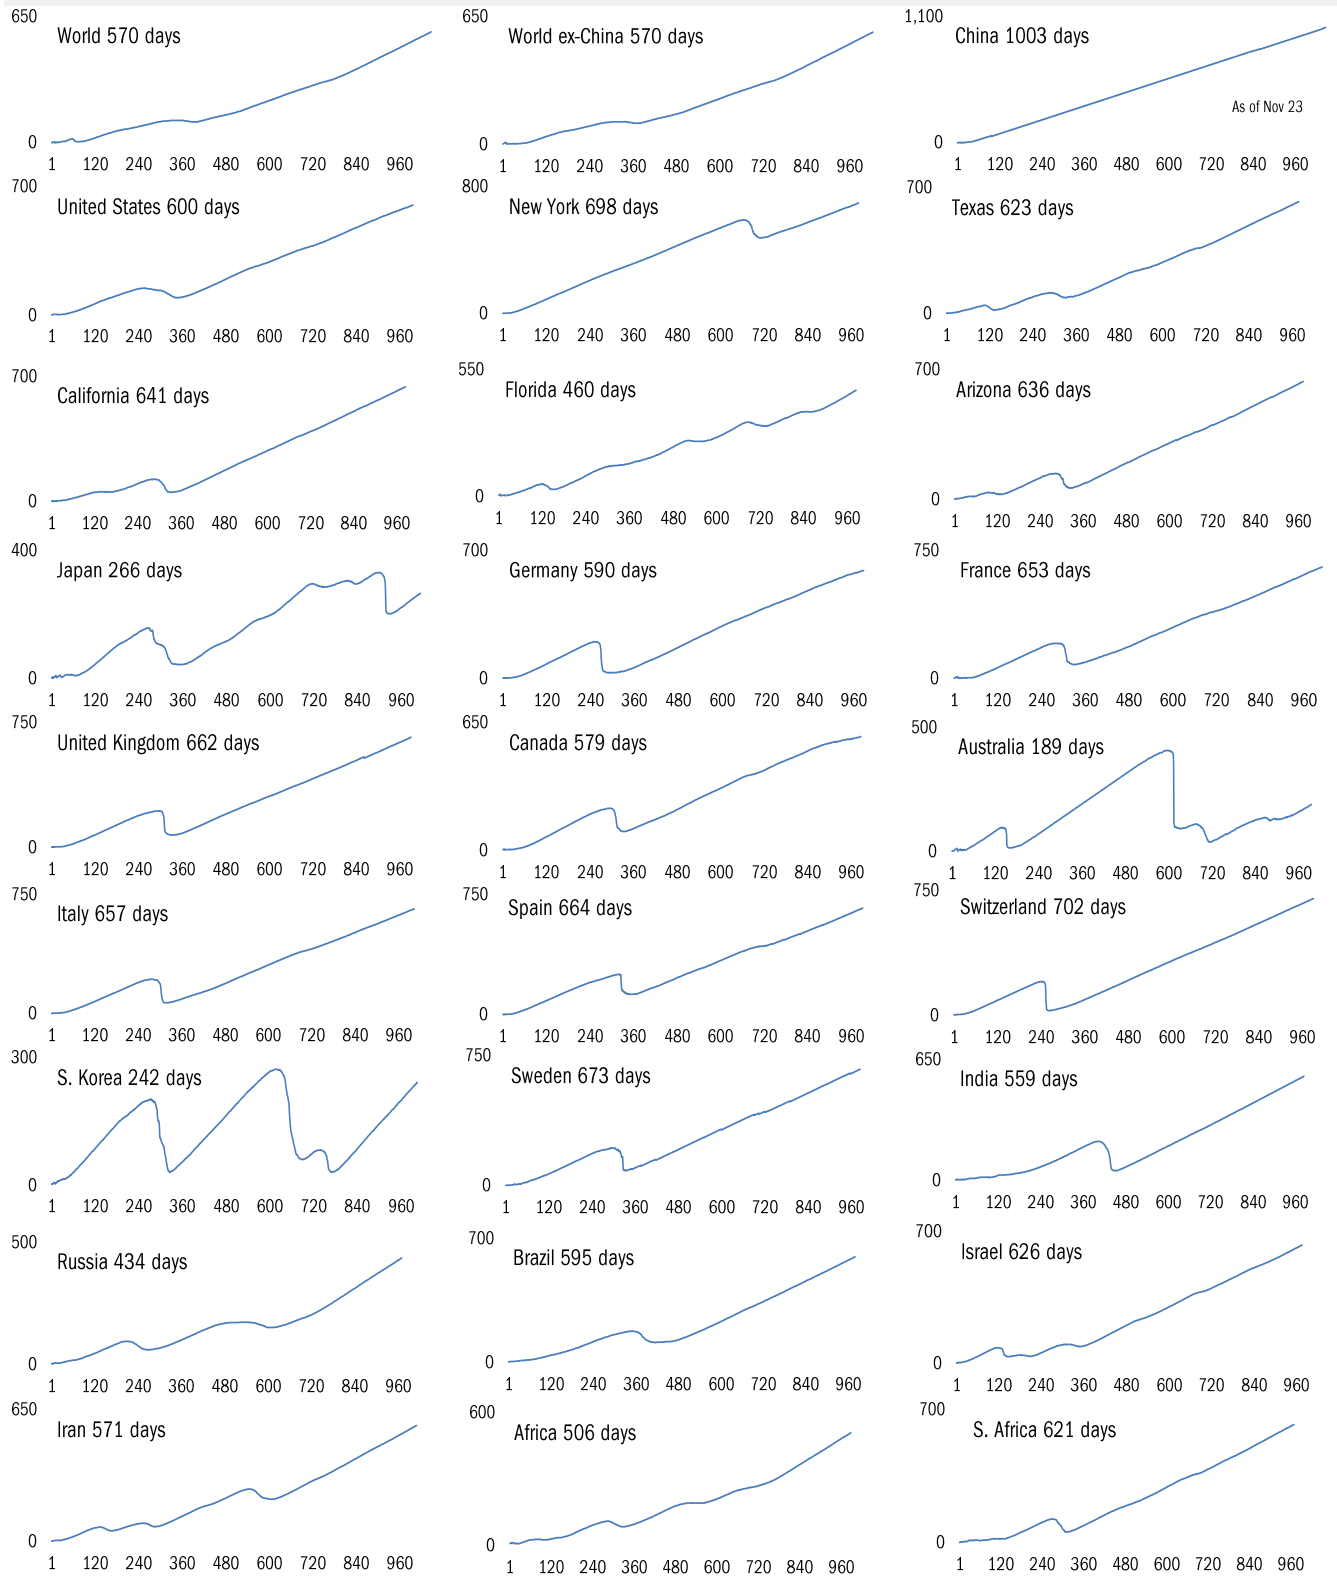 650 650 1,100
World 570 days World ex-China 570 days China 1003 days
As of Nov 23
0 0 0
1 120 240 360 480 600 720 840 960 1 120 240 360 480 600 720 840 960 1 120 240 360 480 600 720 840 960
700 800 700
United States 600 days New York 698 days Texas 623 days
0 0 0
1 120 240 360 480 600 720 840 960 1 120 240 360 480 600 720 840 960 1 120 240 360 480 600 720 840 960
700 550 700
California 641 days Florida 460 days Arizona 636 days
0 0 0
1 120 240 360 480 600 720 840 960 1 120 240 360 480 600 720 840 960 1 120 240 360 480 600 720 840 960
400 700 750
Japan 266 days Germany 590 days France 653 days
0 0 0
1 120 240 360 480 600 720 840 960 1 120 240 360 480 600 720 840 960 1 120 240 360 480 600 720 840 960
750 650 500
United Kingdom 662 days Canada 579 days Australia 189 days
0 0 0
1 120 240 360 480 600 720 840 960 1 120 240 360 480 600 720 840 960 1 120 240 360 480 600 720 840 960
750 750 750
Italy 657 days Spain 664 days Switzerland 702 days
0 0 0
1 120 240 360 480 600 720 840 960 1 120 240 360 480 600 720 840 960 1 120 240 360 480 600 720 840 960
300 750 650
S. Korea 242 days Sweden 673 days India 559 days
0 0 0
1 120 240 360 480 600 720 840 960 1 120 240 360 480 600 720 840 960 1 120 240 360 480 600 720 840 960
500 700 700
Russia 434 days Brazil 595 days Israel 626 days
0 0 0
1 120 240 360 480 600 720 840 960 1 120 240 360 480 600 720 840 960 1 120 240 360 480 600 720 840 960
650 600 700
Iran 571 days Africa 506 days S. Africa 621 days
0 0 0
1 120 240 360 480 600 720 840 960 1 120 240 360 480 600 720 840 960 1 120 240 360 480 600 720 840 960